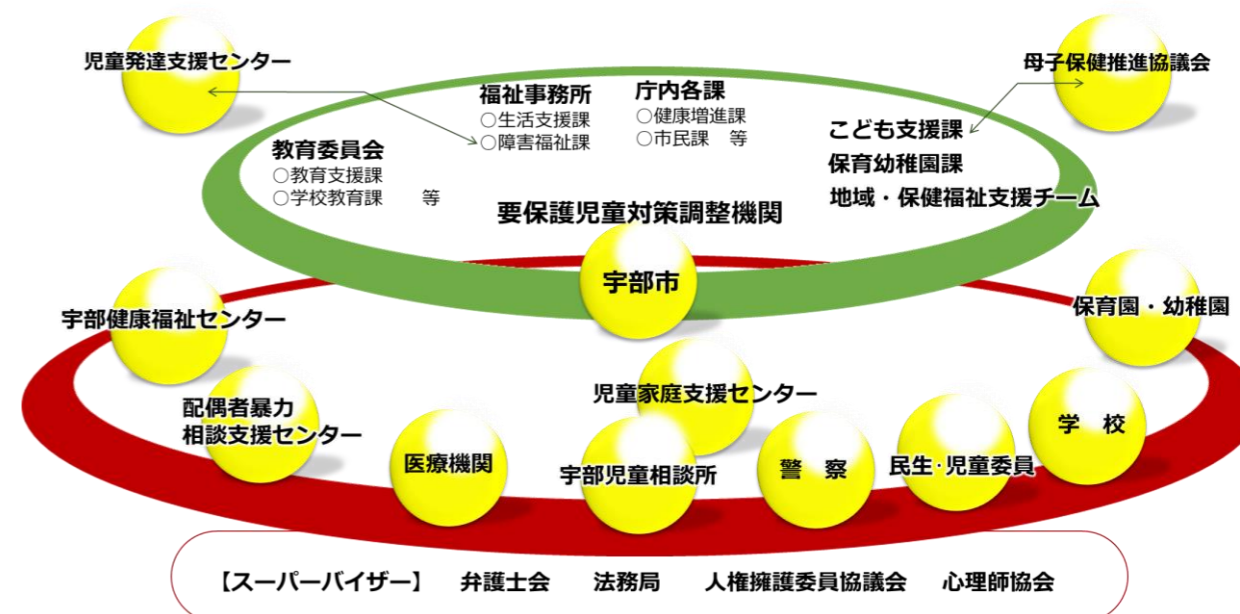 児童発達支援センター
母子保健推進協議会
福祉事務所
○生活支援課
○障害福祉課
庁内各課
○健康増進課
○市民課 等
教育委員会
○教育支援課
○学校教育課 等
こども支援課
保育幼稚園課
地域・保健福祉支援チーム
要保護児童対策調整機関
宇部市
宇部健康福祉センター
保育園・幼稚園
配偶者暴力
相談支援センター
児童家庭支援センター
医療機関
宇部児童相談所
警 察
民生・児童委員
学 校
【スーパーバイザー】 弁護士会 法務局 人権擁護委員協議会 心理師協会